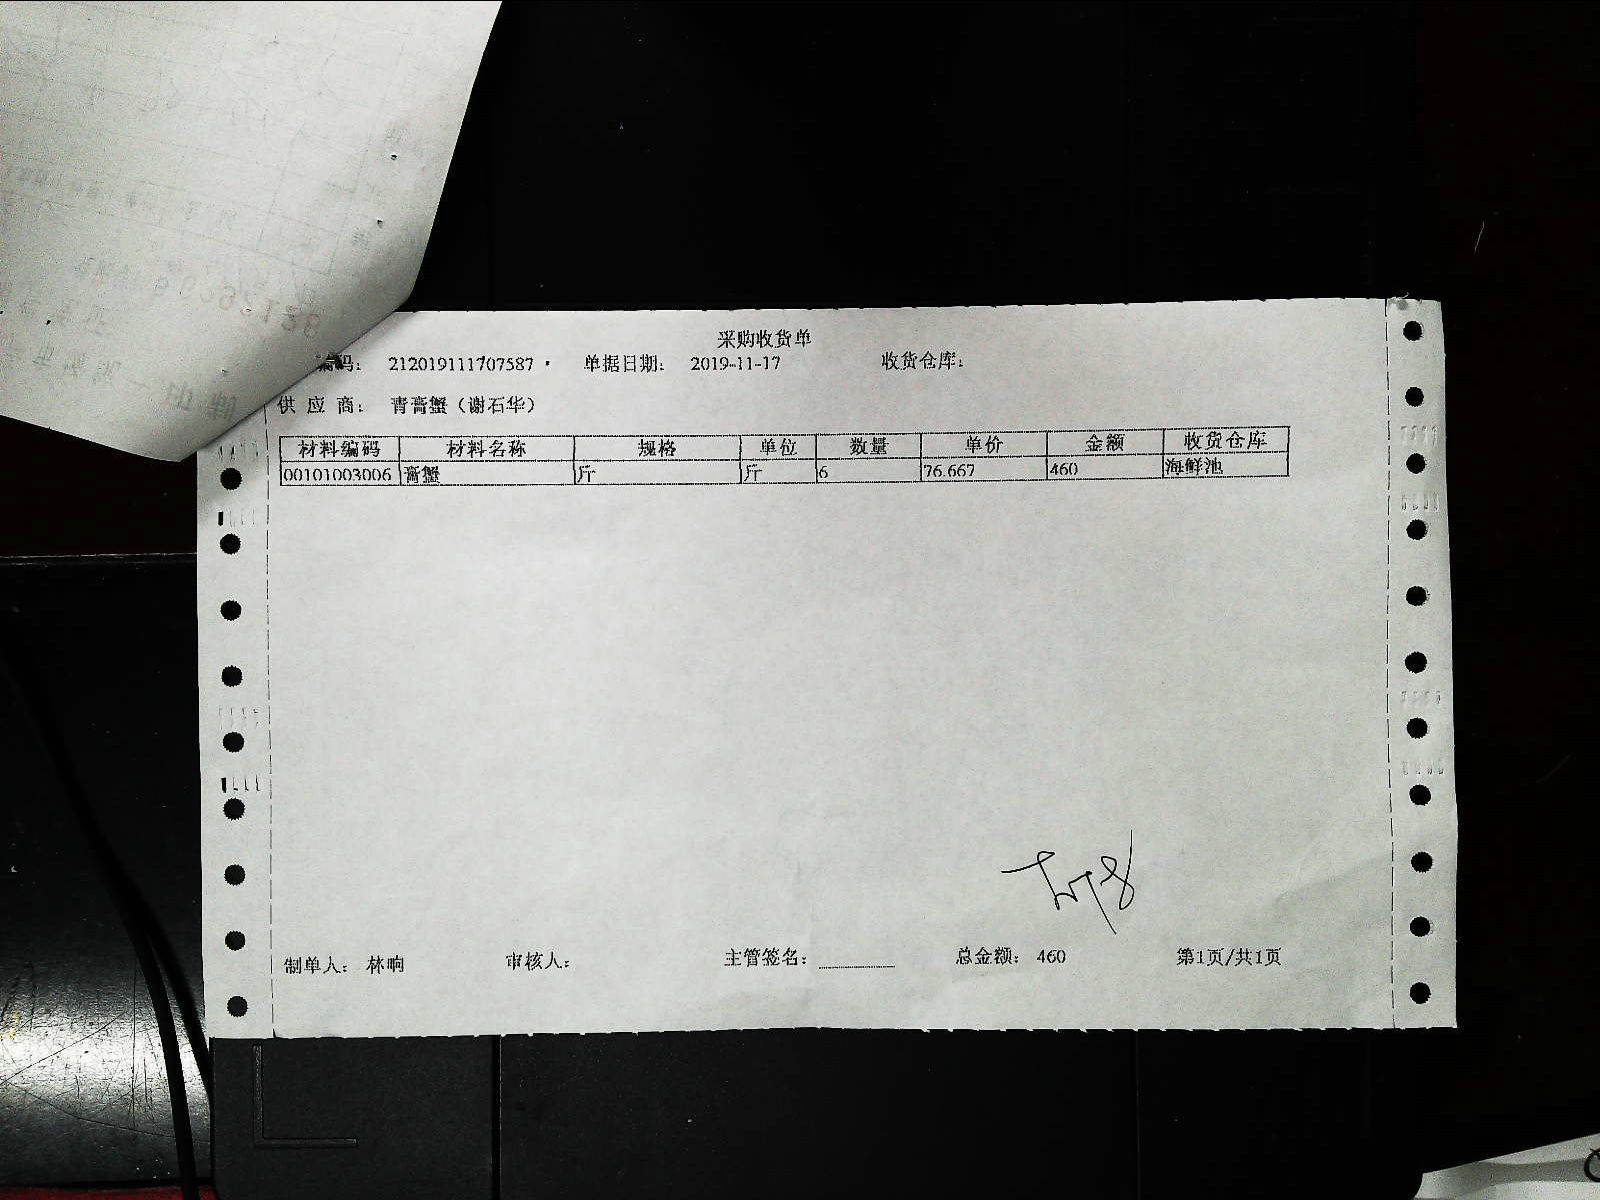 采购收货单
编码： 212019111707587 单据日期： 2019-11-17 收货仓库：
供 应 商： 青膏蟹（谢石华）
材料编码 材料名称 规格 单位 数量 单价 金额 收货仓库
00101003006 膏蟹 斤 斤 6 76.667 460 海鲜池
制单人： 林响 审核人： 主管签名： 总金额： 460 第1页/共1页